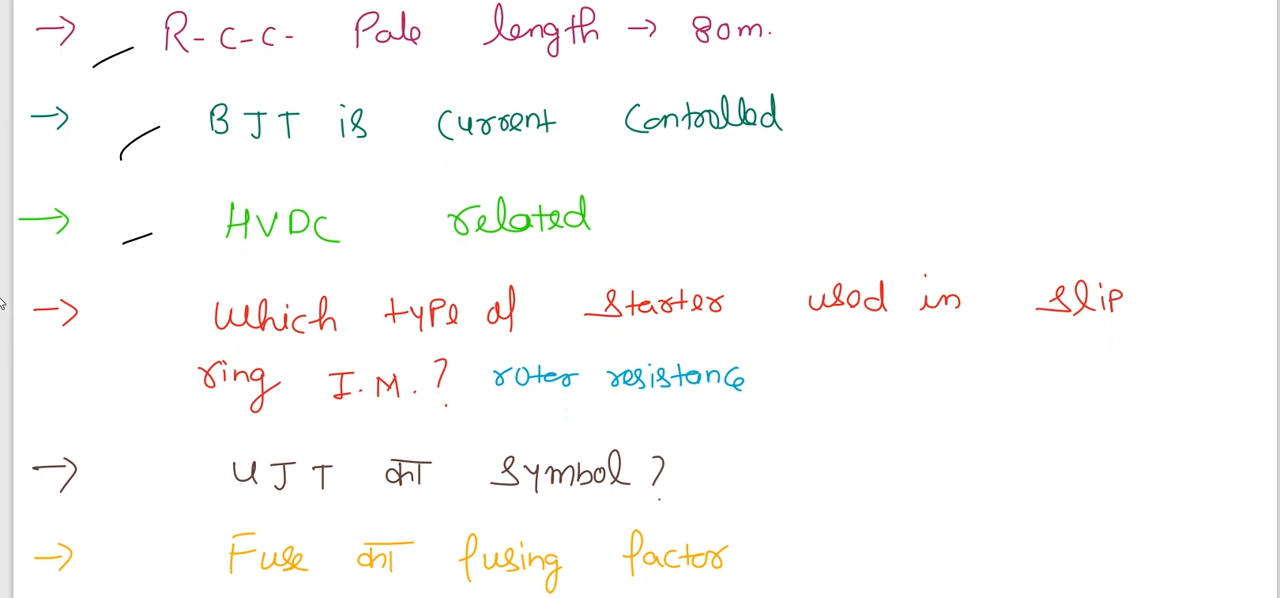 → R-C-C- Pole length → 80m.
→ BJT is current controlled
→ HVDC related
→ which type of starter used in slip
ring I.M.? roter resistance
→ UJT का symbol?
→ Fuse का fusing factor